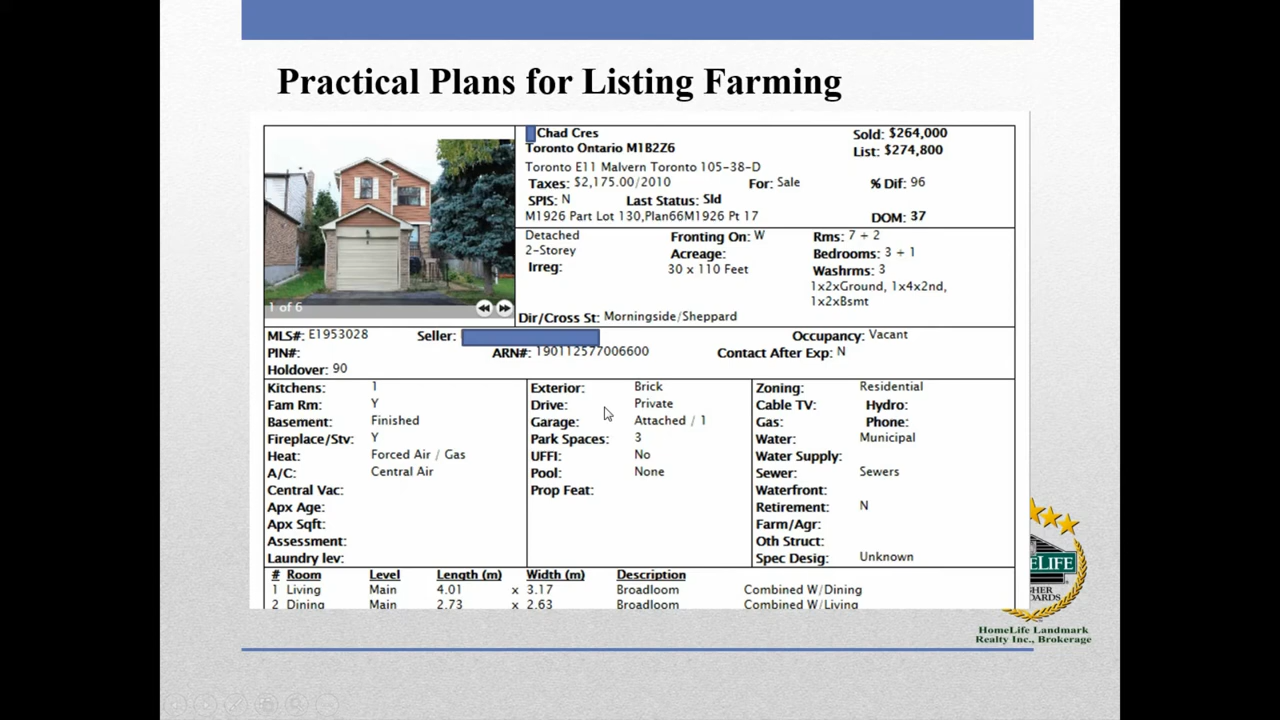 Practical Plans for Listing Farming
Chad Cres
Toronto Ontario M1B2Z6
Toronto E11 Malvern Toronto 105-38-D
Taxes: $2,175.00/2010 For: Sale
SPIS: N Last Status: Sld
M1926 Part Lot 130,Plan66M1926 Pt 17
Sold: $264,000
List: $274,800
% Dif: 96
DOM: 37
1 of 6
Detached
2-Storey
Irreg:
Fronting On: W
Acreage:
30 x 110 Feet
Rms: 7 + 2
Bedrooms: 3 + 1
Washrms: 3
1x2xGround, 1x4x2nd,
1x2xBsmt
Dir/Cross St: Morningside/Sheppard
MLS#: E1953028 Seller: Occupancy: Vacant
PIN#: ARN#: 190112577006600 Contact After Exp: N
Holdover: 90
Kitchens: 1
Fam Rm: Y
Basement: Finished
Fireplace/Stv: Y
Heat: Forced Air / Gas
A/C: Central Air
Central Vac:
Apx Age:
Apx Sqft:
Assessment:
Laundry lev:
Exterior: Brick
Drive: Private
Garage: Attached / 1
Park Spaces: 3
UFFI: No
Pool: None
Prop Feat:
Zoning: Residential
Cable TV: Hydro:
Gas: Phone:
Water: Municipal
Water Supply:
Sewer: Sewers
Waterfront:
Retirement: N
Farm/Agr:
Oth Struct:
Spec Desig: Unknown
# Room Level Length (m) Width (m) Description
1 Living Main 4.01 x 3.17 Broadloom Combined W/Dining
2 Dining Main 2.73 x 2.63 Broadloom Combined W/Living
HomeLife Landmark
Realty Inc., Brokerage